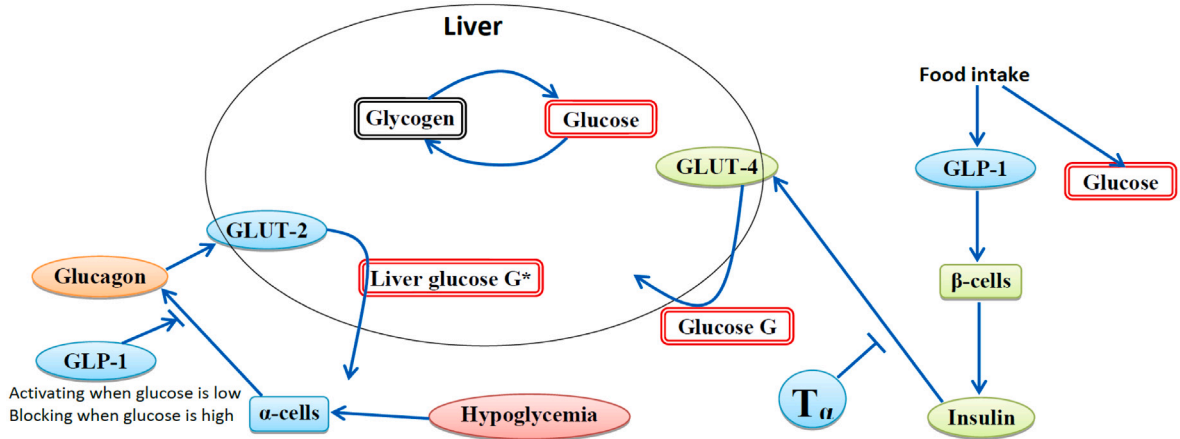 Liver
Food intake
Glycogen
Glucose
GLUT-4
GLP-1
Glucose
GLUT-2
Glucagon
Liver glucose G*
β-cells
Glucose G
GLP-1
Activating when glucose is low
Blocking when glucose is high
α-cells
Hypoglycemia
Tα
Insulin